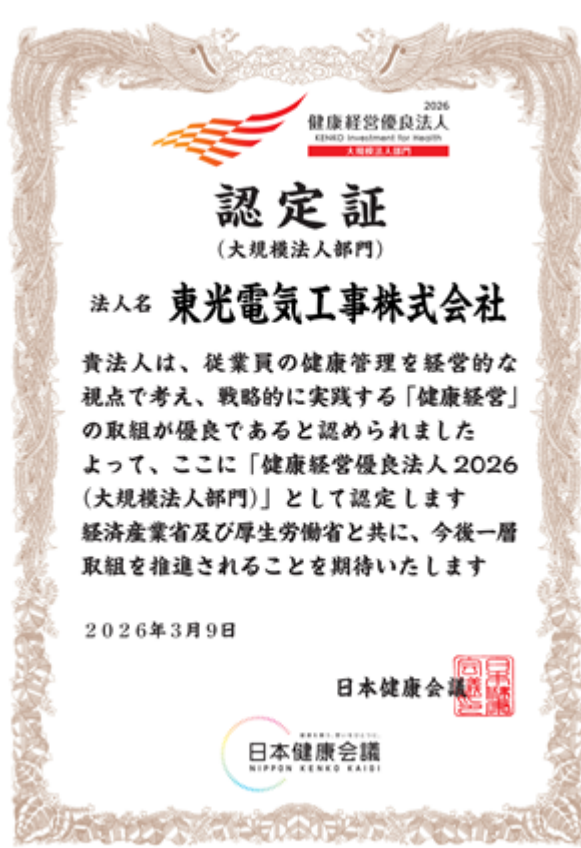 2026
健康経営優良法人
KENKO Investment for Health
大規模法人部門
認定証
(大規模法人部門)
法人名 東光電気工事株式会社
貴法人は、従業員の健康管理を経営的な
視点で考え、戦略的に実践する「健康経営」
の取組が優良であると認められました
よって、ここに「健康経営優良法人2026
(大規模法人部門)」として認定します
経済産業省及び厚生労働省と共に、今後一層
取組を推進されることを期待いたします
2026年3月9日
日本健康会議
日本健康会議
NIPPON KENKO KAIGI